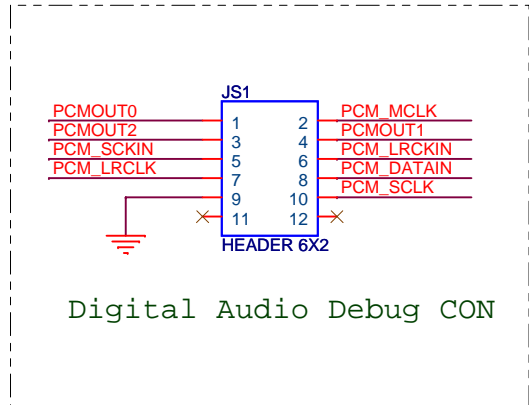 JS1
PCMOUT0 1 2 PCM_MCLK
PCMOUT2 3 4 PCMOUT1
PCM_SCKIN 5 6 PCM_LRCKIN
PCM_LRCLK 7 8 PCM_DATAIN
9 10 PCM_SCLK
11 12
HEADER 6X2
Digital Audio Debug CON